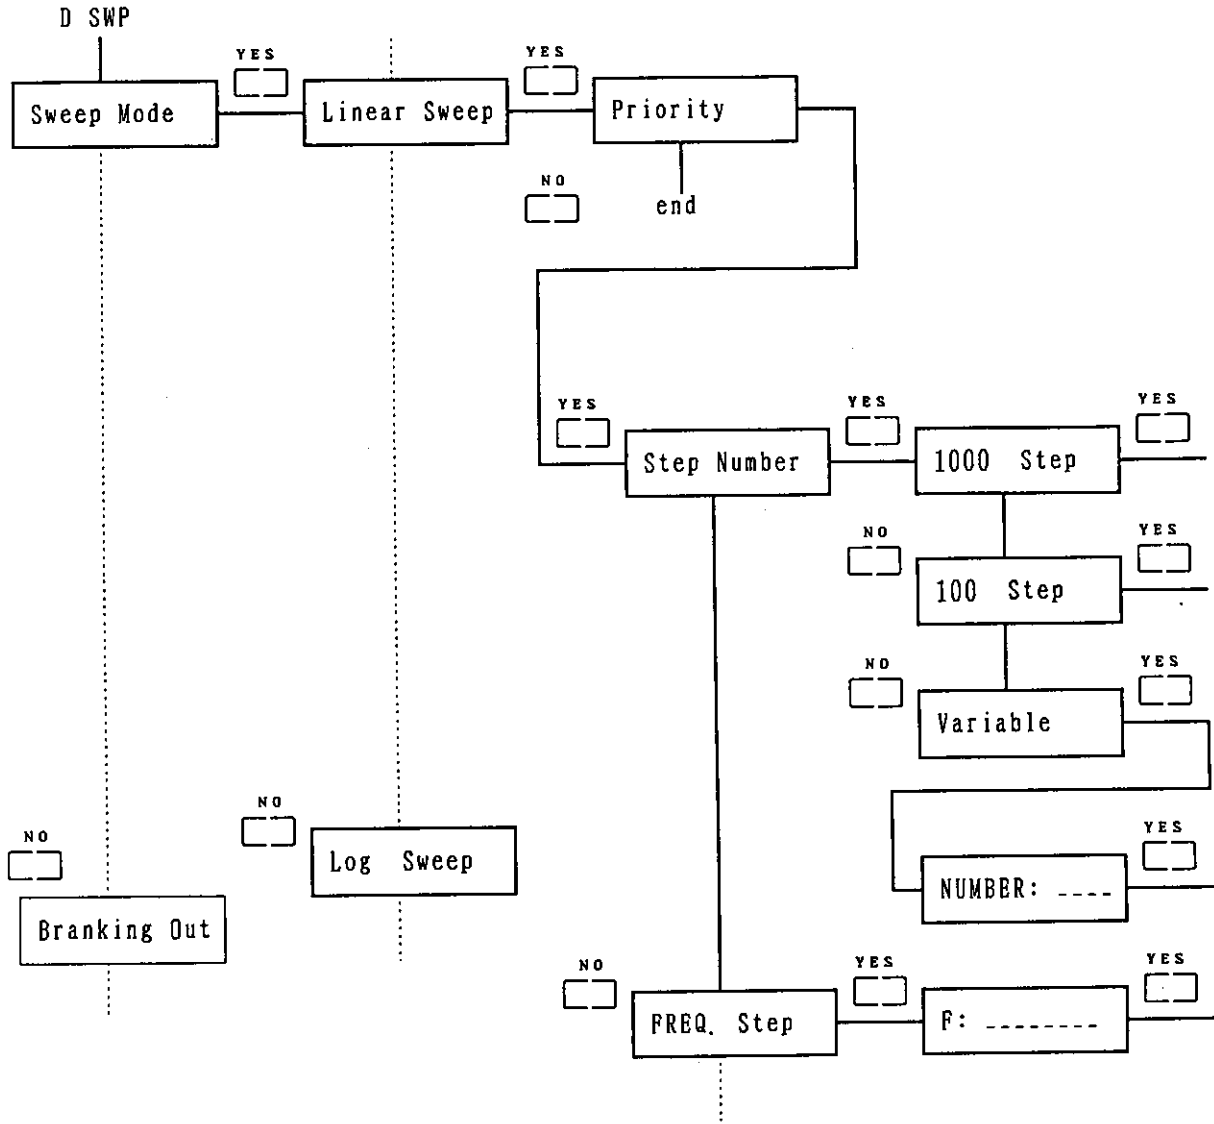 D SWP
YES
YES
Sweep Mode
Linear Sweep
Priority
NO
end
YES
YES
YES
Step Number
1000 Step
NO
YES
100 Step
NO
YES
Variable
NO
NO
YES
Log Sweep
NUMBER: ----
Branking Out
NO
YES
YES
FREQ. Step
F: --------